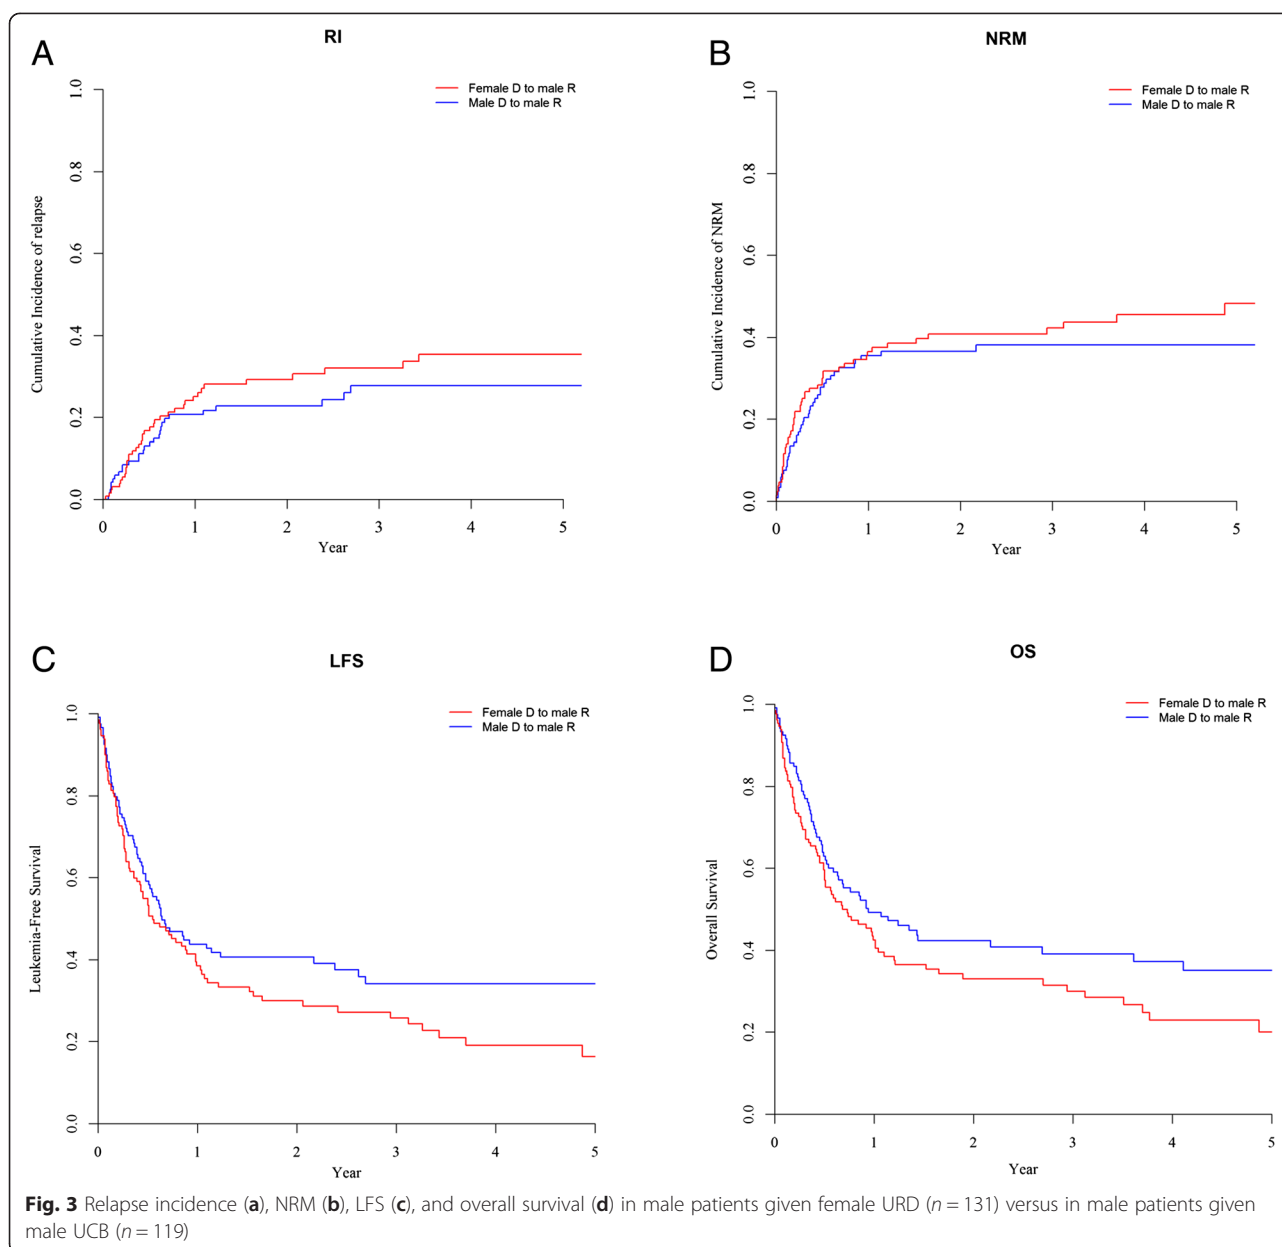 A
RI
Female D to male R
Male D to male R
Cumulative Incidence of relapse
1.0
0.8
0.6
0.4
0.2
0.0
0 1 2 3 4 5
Year
B
NRM
Female D to male R
Male D to male R
Cumulative Incidence of NRM
1.0
0.8
0.6
0.4
0.2
0.0
0 1 2 3 4 5
Year
C
LFS
Female D to male R
Male D to male R
Leukemia-Free Survival
1.0
0.8
0.6
0.4
0.2
0.0
0 1 2 3 4 5
Year
D
OS
Female D to male R
Male D to male R
Overall Survival
1.0
0.8
0.6
0.4
0.2
0.0
0 1 2 3 4 5
Year
Fig. 3 Relapse incidence (a), NRM (b), LFS (c), and overall survival (d) in male patients given female URD (n = 131) versus in male patients given
male UCB (n = 119)